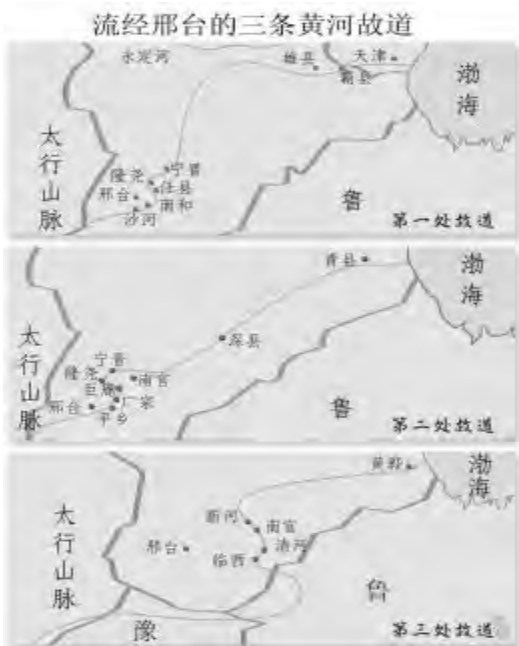 流经邢台的三条黄河故道
永定河
雄县
天津
霸县
渤海
太行山脉
宁晋
隆尧
任县
邢台
南和
沙河
鲁
第一处故道
青县
渤海
深县
太行山脉
宁晋
隆尧
南宫
巨鹿
广宗
邢台
平乡
鲁
第二处故道
黄骅
渤海
太行山脉
新河
南宫
邢台
清河
临西
鲁
豫
第三处故道